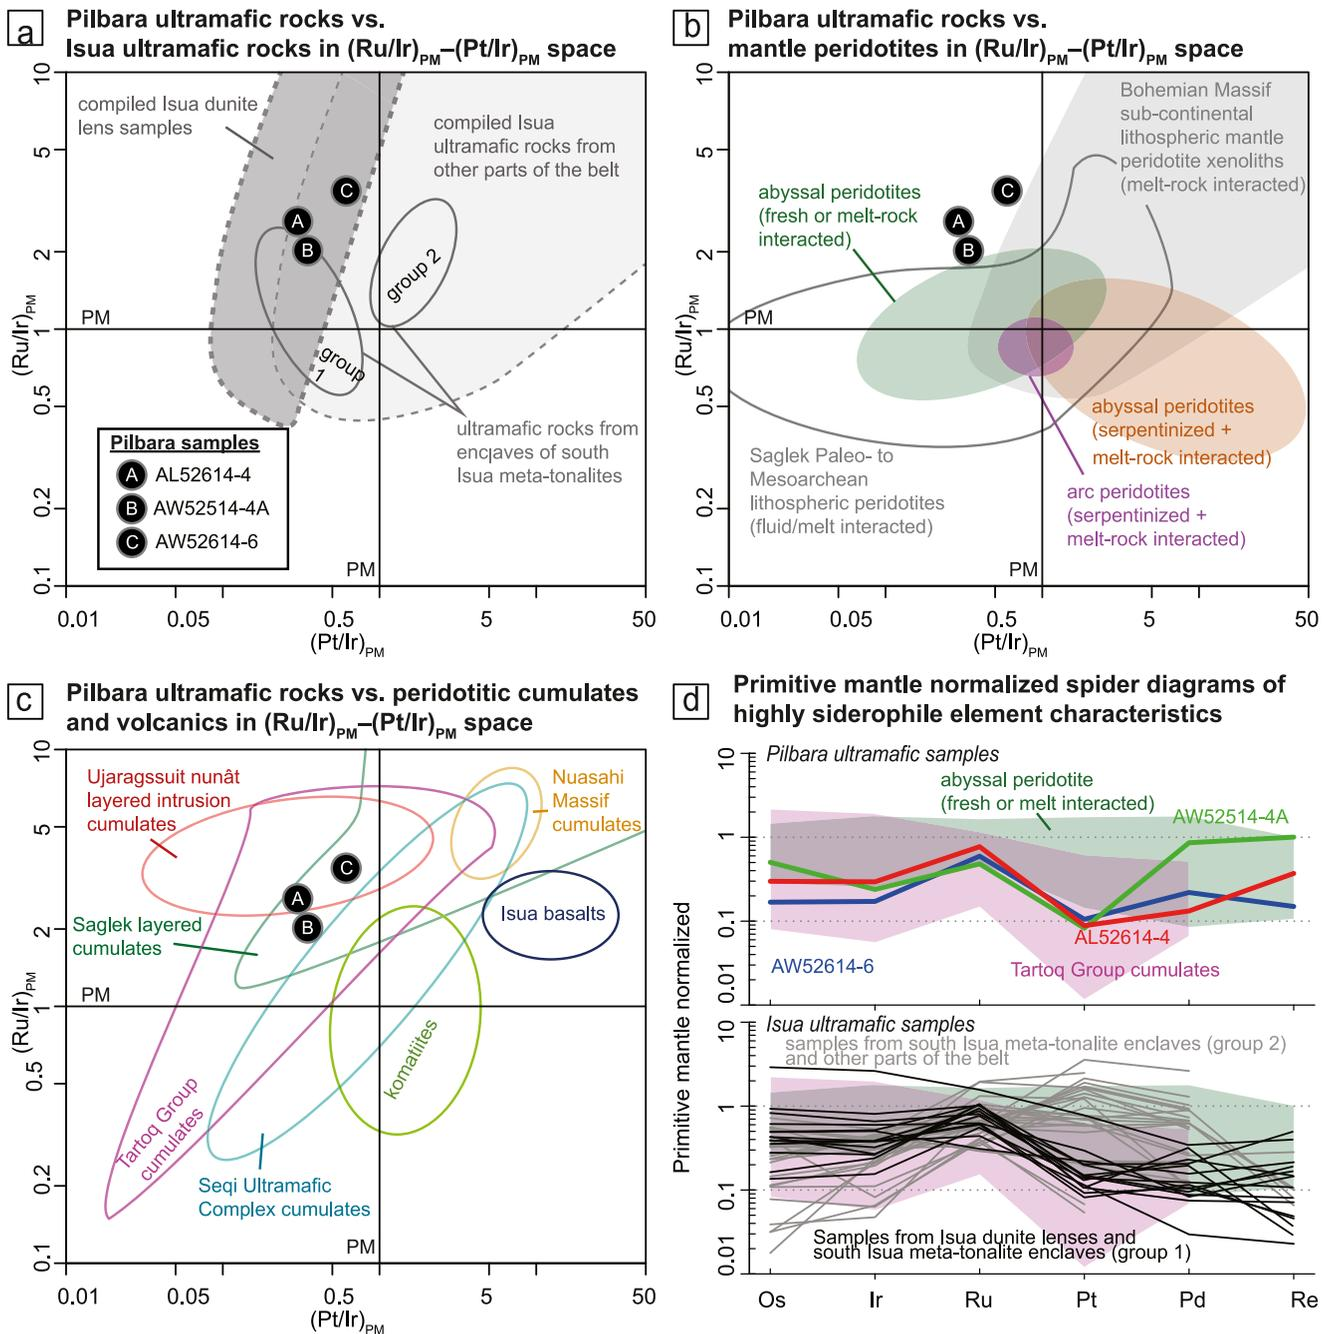 a
Pilbara ultramafic rocks vs.
Isua ultramafic rocks in (Ru/Ir)PM–(Pt/Ir)PM space
10
5
2
1
0.5
0.2
0.1
(Ru/Ir)PM
compiled Isua dunite
lens samples
compiled Isua
ultramafic rocks from
other parts of the belt
C
A
B
group 2
PM
group
1
ultramafic rocks from
enclaves of south
Isua meta-tonalites
Pilbara samples
A AL52614-4
B AW52514-4A
C AW52614-6
PM
0.01
0.05
0.5
5
50
(Pt/Ir)PM
b
Pilbara ultramafic rocks vs.
mantle peridotites in (Ru/Ir)PM–(Pt/Ir)PM space
10
5
2
1
0.5
0.2
0.1
(Ru/Ir)PM
Bohemian Massif
sub-continental
lithospheric mantle
peridotite xenoliths
(melt-rock interacted)
abyssal peridotites
(fresh or melt-rock
interacted)
C
A
B
PM
abyssal peridotites
(serpentinized +
melt-rock interacted)
Saglek Paleo- to
Mesoarchean
lithospheric peridotites
(fluid/melt interacted)
arc peridotites
(serpentinized +
melt-rock interacted)
PM
0.01
0.05
0.5
5
50
(Pt/Ir)PM
c
Pilbara ultramafic rocks vs. peridotitic cumulates
and volcanics in (Ru/Ir)PM–(Pt/Ir)PM space
10
5
2
1
0.5
0.2
0.1
(Ru/Ir)PM
Ujaragssuit nunât
layered intrusion
cumulates
Nuasahi
Massif
cumulates
C
A
B
Isua basalts
Saglek layered
cumulates
PM
komatiites
Tartoq Group
cumulates
Seqi Ultramafic
Complex cumulates
PM
0.01
0.05
0.5
5
50
(Pt/Ir)PM
d
Primitive mantle normalized spider diagrams of
highly siderophile element characteristics
Primitive mantle normalized
10
1
0.1
0.01
Pilbara ultramafic samples
abyssal peridotite
(fresh or melt interacted)
AW52514-4A
AL52614-4
AW52614-6
Tartoq Group cumulates
10
1
0.1
0.01
Isua ultramafic samples
samples from south Isua meta-tonalite enclaves (group 2)
and other parts of the belt
Samples from Isua dunite lenses and
south Isua meta-tonalite enclaves (group 1)
Os
Ir
Ru
Pt
Pd
Re